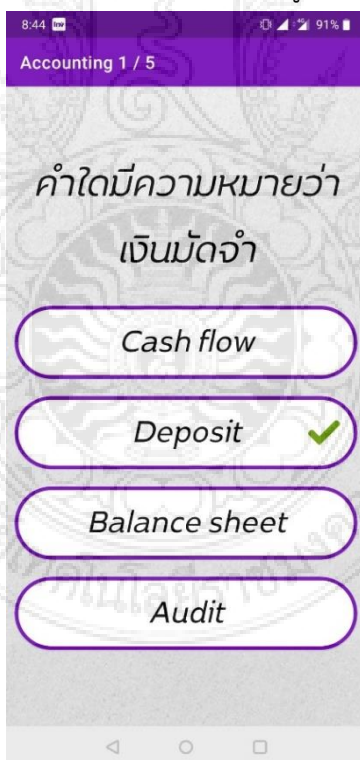 8:44
91%
Accounting 1 / 5
คำใดมีความหมายว่า
เงินมัดจำ
Cash flow
Deposit
Balance sheet
Audit